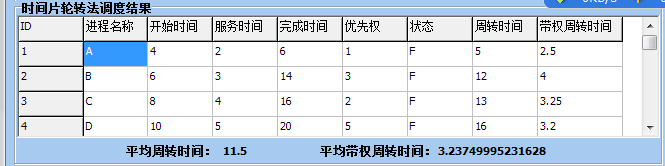 时间片轮转法调度结果
ID 进程名称 开始时间 服务时间 完成时间 优先权 状态 周转时间 带权周转时间
1 A 4 2 6 1 F 5 2.5
2 B 6 3 14 3 F 12 4
3 C 8 4 16 2 F 13 3.25
4 D 10 5 20 5 F 16 3.2
平均周转时间： 11.5 平均带权周转时间：3.23749995231628